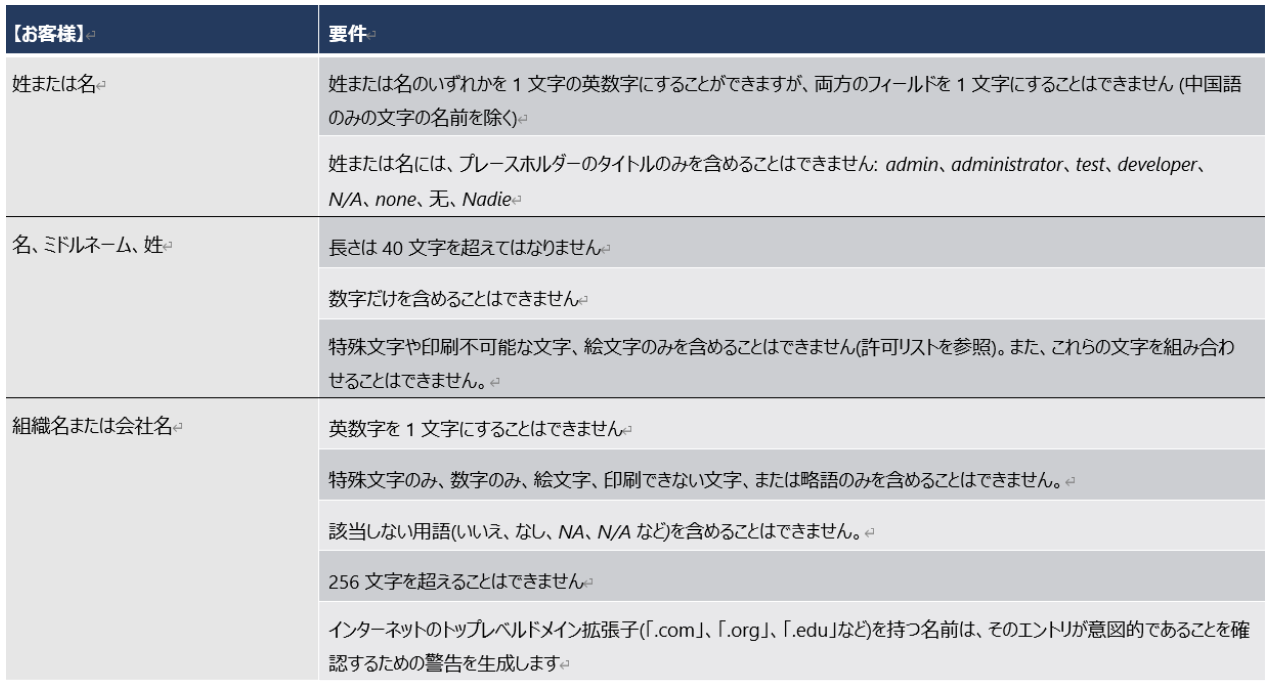 【お客様】
要件
姓または名
姓または名のいずれかを 1 文字の英数字にすることができますが、両方のフィールドを 1 文字にすることはできません (中国語
のみの文字の名前を除く)
姓または名には、プレースホルダーのタイトルのみを含めることはできません: admin、administrator、test、developer、
N/A、none、无、Nadie
名、ミドルネーム、姓
長さは 40 文字を超えてはなりません
数字だけを含めることはできません
特殊文字や印刷不可能な文字、絵文字のみを含めることはできません(許可リストを参照)。また、これらの文字を組み合わ
せることはできません。
組織名または会社名
英数字を 1 文字にすることはできません
特殊文字のみ、数字のみ、絵文字、印刷できない文字、または略語のみを含めることはできません。
該当しない用語(いいえ、なし、NA、N/A など)を含めることはできません。
256 文字を超えることはできません
インターネットのトップレベルドメイン拡張子(「.com」、「.org」、「.edu」など)を持つ名前は、そのエントリが意図的であることを確
認するための警告を生成します